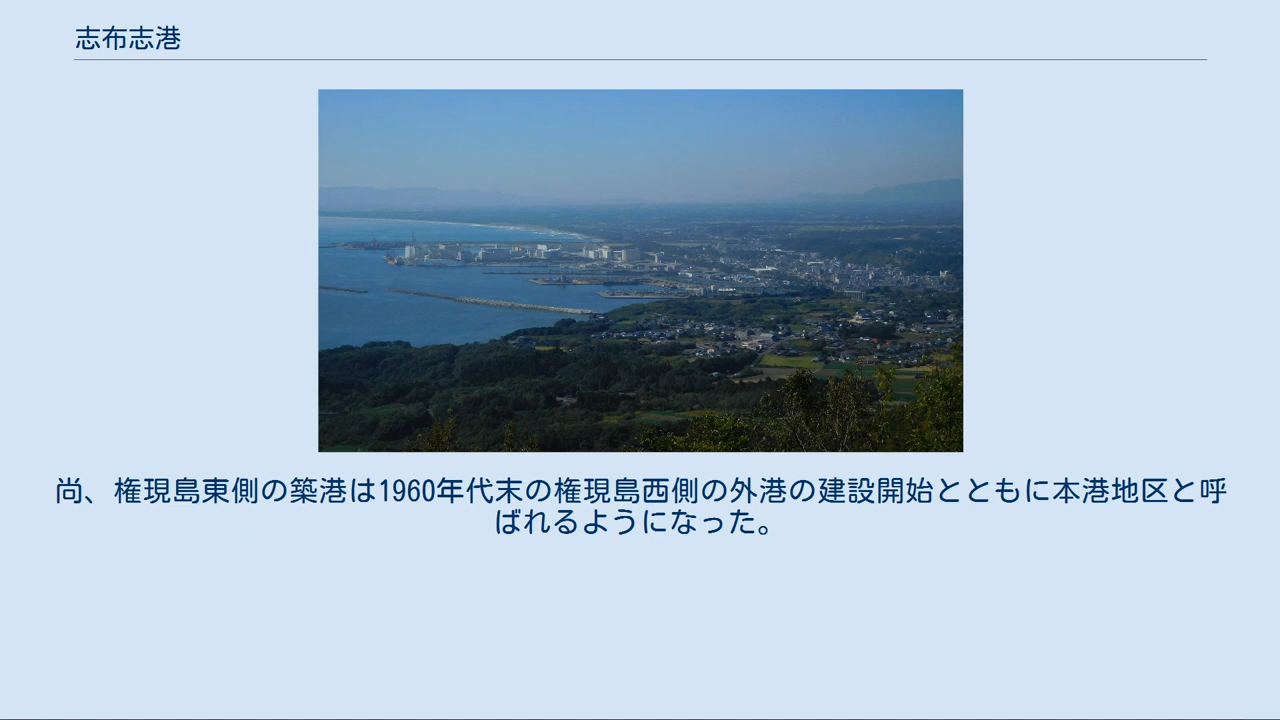 志布志港
尚、権現島東側の築港は1960年代末の権現島西側の外港の建設開始とともに本港地区と呼
ばれるようになった。